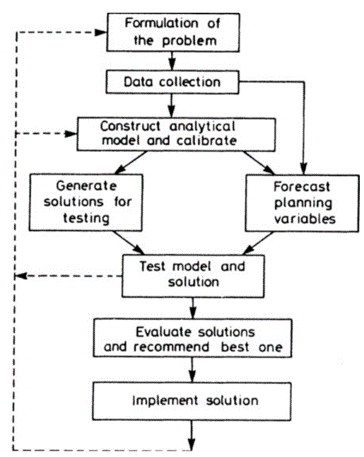 Formulation of
the problem
Data collection
Construct analytical
model and calibrate
Generate
solutions for
testing
Forecast
planning
variables
Test model and
solution
Evaluate solutions
and recommend best one
Implement solution